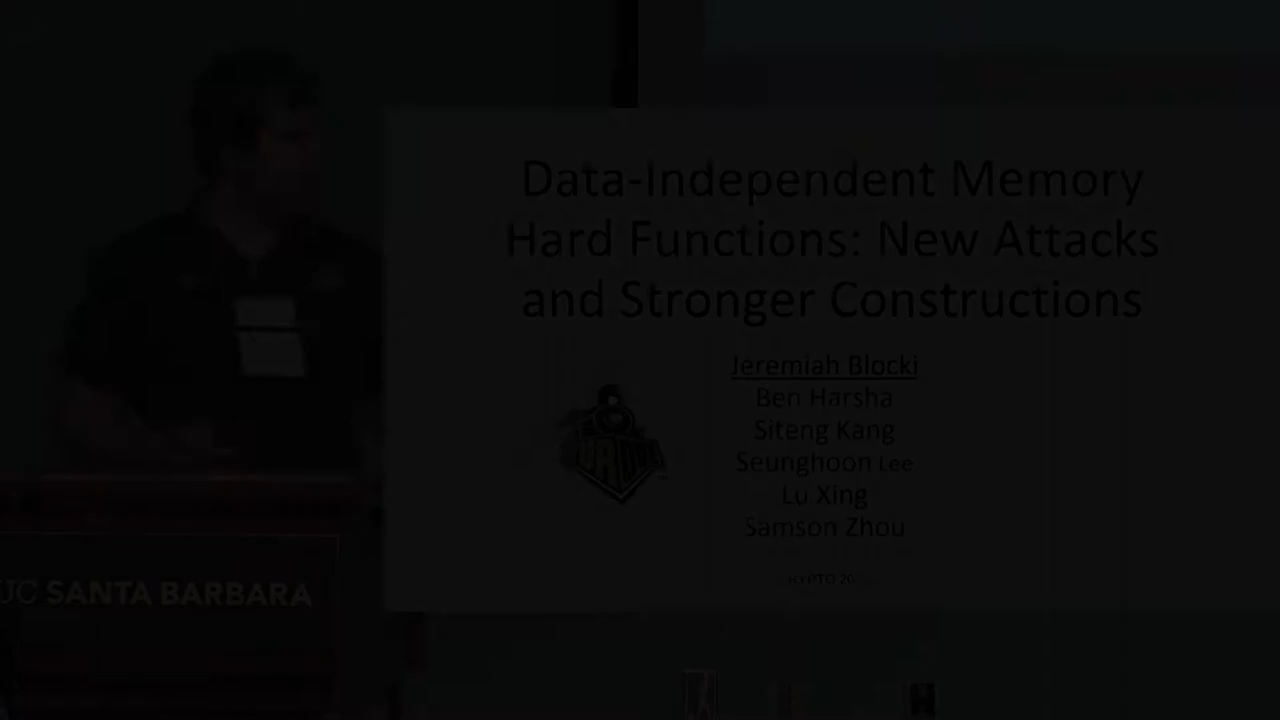 Data-Independent Memory
Hard Functions: New Attacks
and Stronger Constructions
Jeremiah Blocki
Ben Harsha
Siteng Kang
Seunghoon Lee
Lu Xing
Samson Zhou
UC SANTA BARBARA